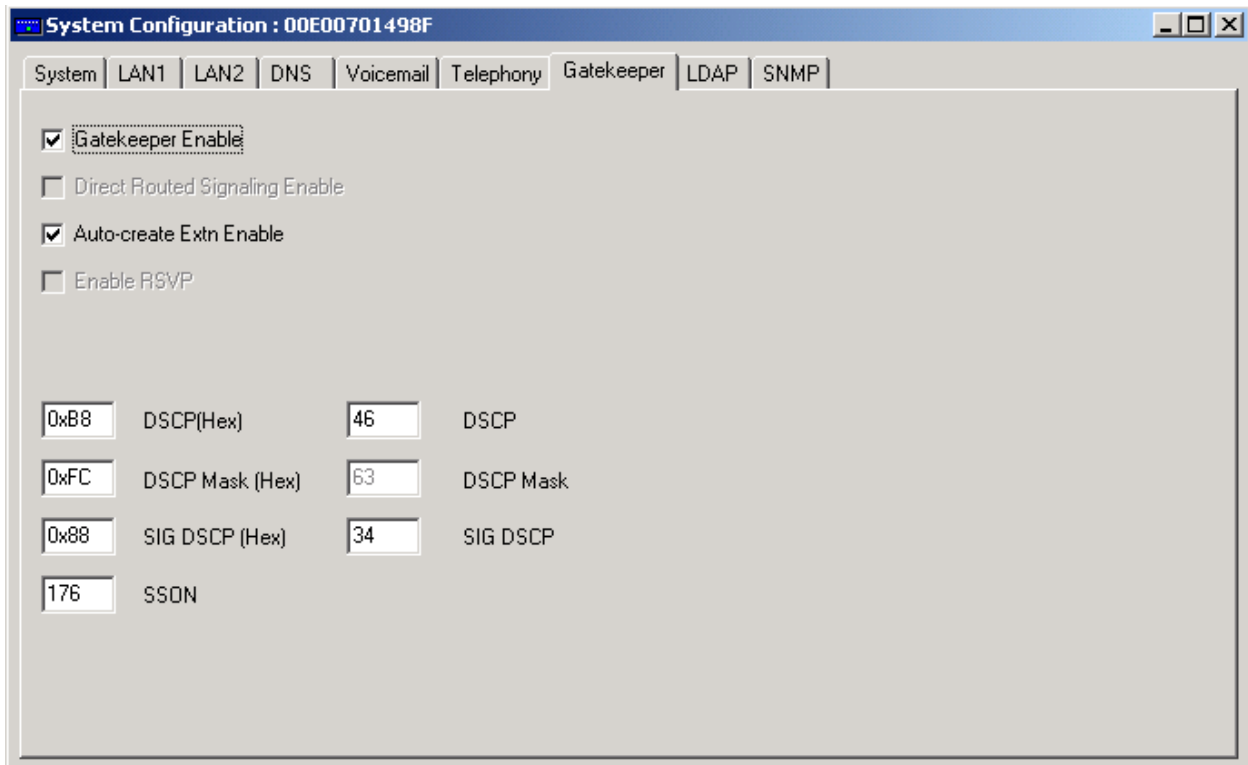 System Configuration : 00E00701498F
System LAN1 LAN2 DNS Voicemail Telephony Gatekeeper LDAP SNMP
Gatekeeper Enable
Direct Routed Signaling Enable
Auto-create Extn Enable
Enable RSVP
0xB8 DSCP(Hex) 46 DSCP
0xFC DSCP Mask (Hex) 63 DSCP Mask
0x88 SIG DSCP (Hex) 34 SIG DSCP
176 SSON